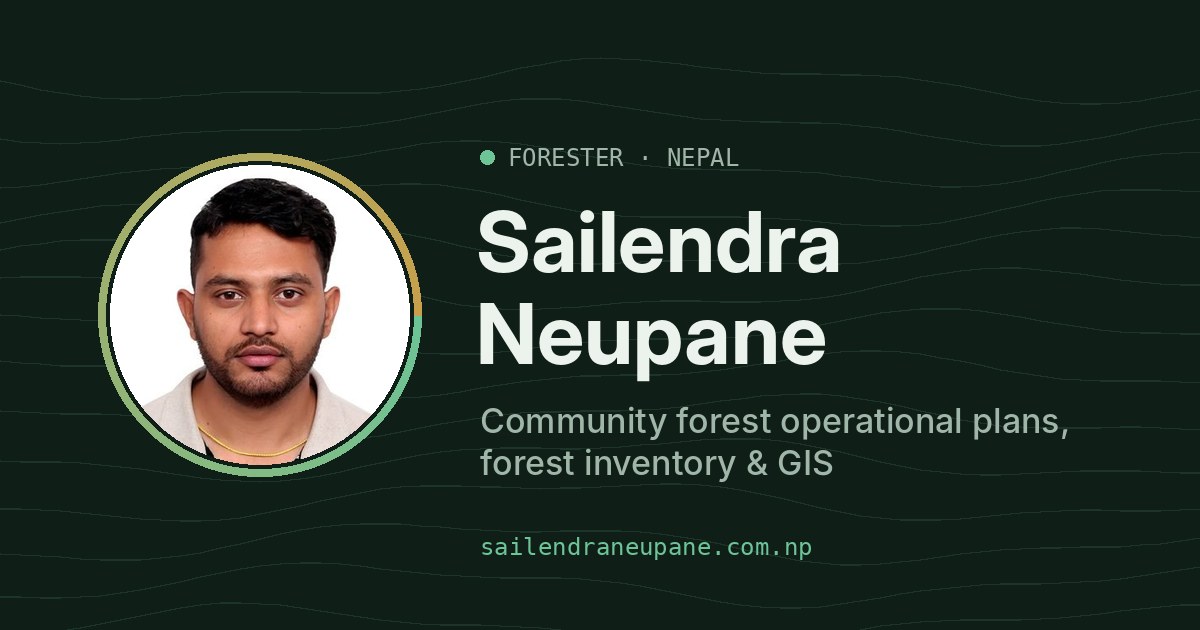 FORESTER · NEPAL
Sailendra
Neupane
Community forest operational plans,
forest inventory & GIS
sailendraneupane.com.np